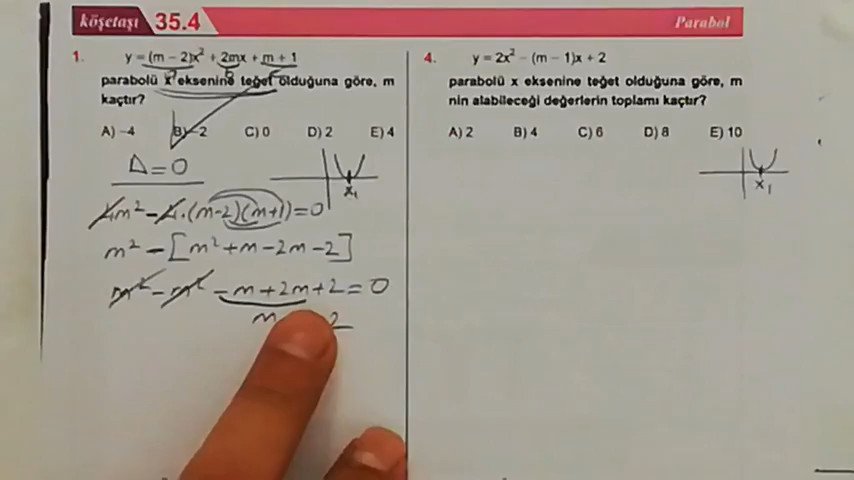 köşetaşı 35.4 Parabol
1. y = (m – 2)x² + 2mx + m + 1
parabolü x eksenine teğet olduğuna göre, m
kaçtır?
A) –4 B) –2 C) 0 D) 2 E) 4
Δ = 0
x₁
4m² – 4.(m–2)(m+1) = 0
m² – [m² + m – 2m – 2]
m² – m² – m + 2m + 2 = 0
m 2
4. y = 2x² – (m – 1)x + 2
parabolü x eksenine teğet olduğuna göre, m
nin alabileceği değerlerin toplamı kaçtır?
A) 2 B) 4 C) 6 D) 8 E) 10
x₁